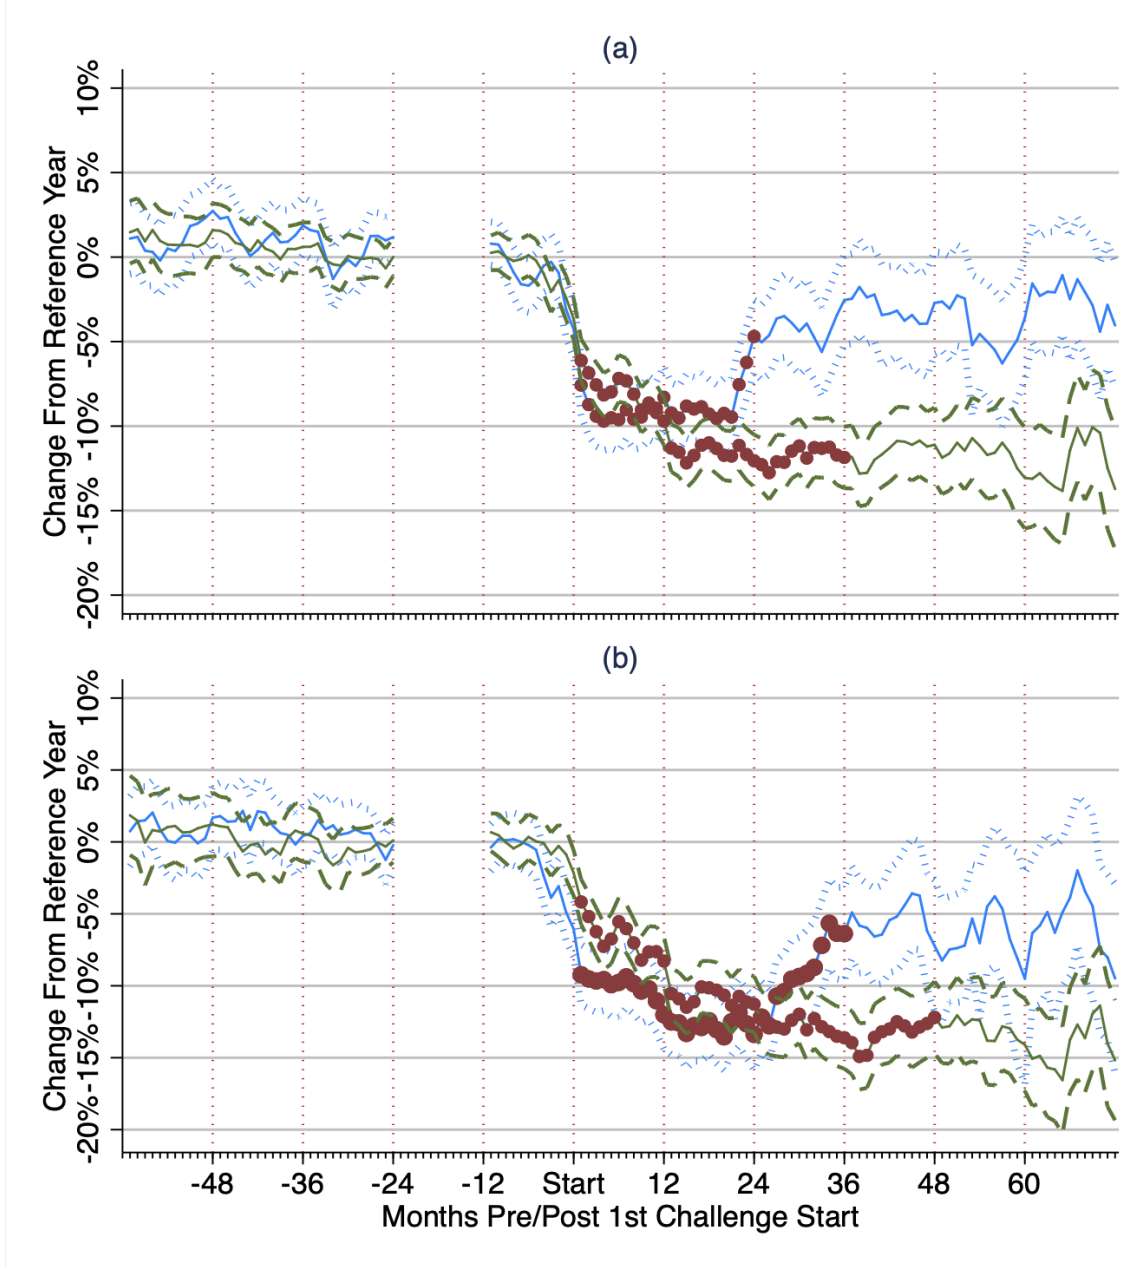 (a)
Change From Reference Year
10%
5%
0%
-5%
-10%
-15%
-20%
(b)
Change From Reference Year
10%
5%
0%
-5%
-10%
-15%
-20%
-48 -36 -24 -12 Start 12 24 36 48 60
Months Pre/Post 1st Challenge Start